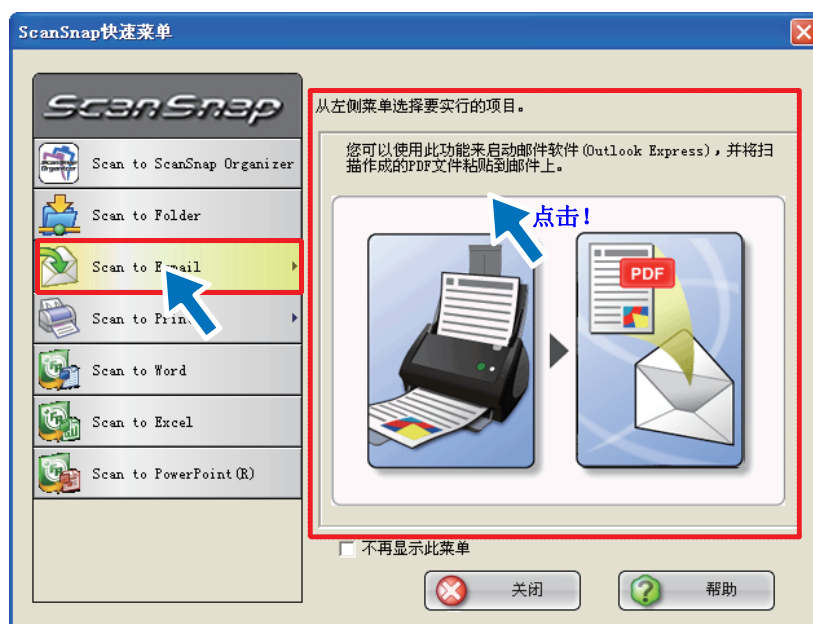 ScanSnap快速菜单
ScanSnap
从左侧菜单选择要实行的项目。
您可以使用此功能来启动邮件软件(Outlook Express)，并将扫
描作成的PDF文件粘贴到邮件上。
Scan to ScanSnap Organizer
Scan to Folder
Scan to E-mail
Scan to
Scan to Word
Scan to Excel
Scan to PowerPoint(R)
点击!
PDF
不再显示此菜单
关闭
帮助